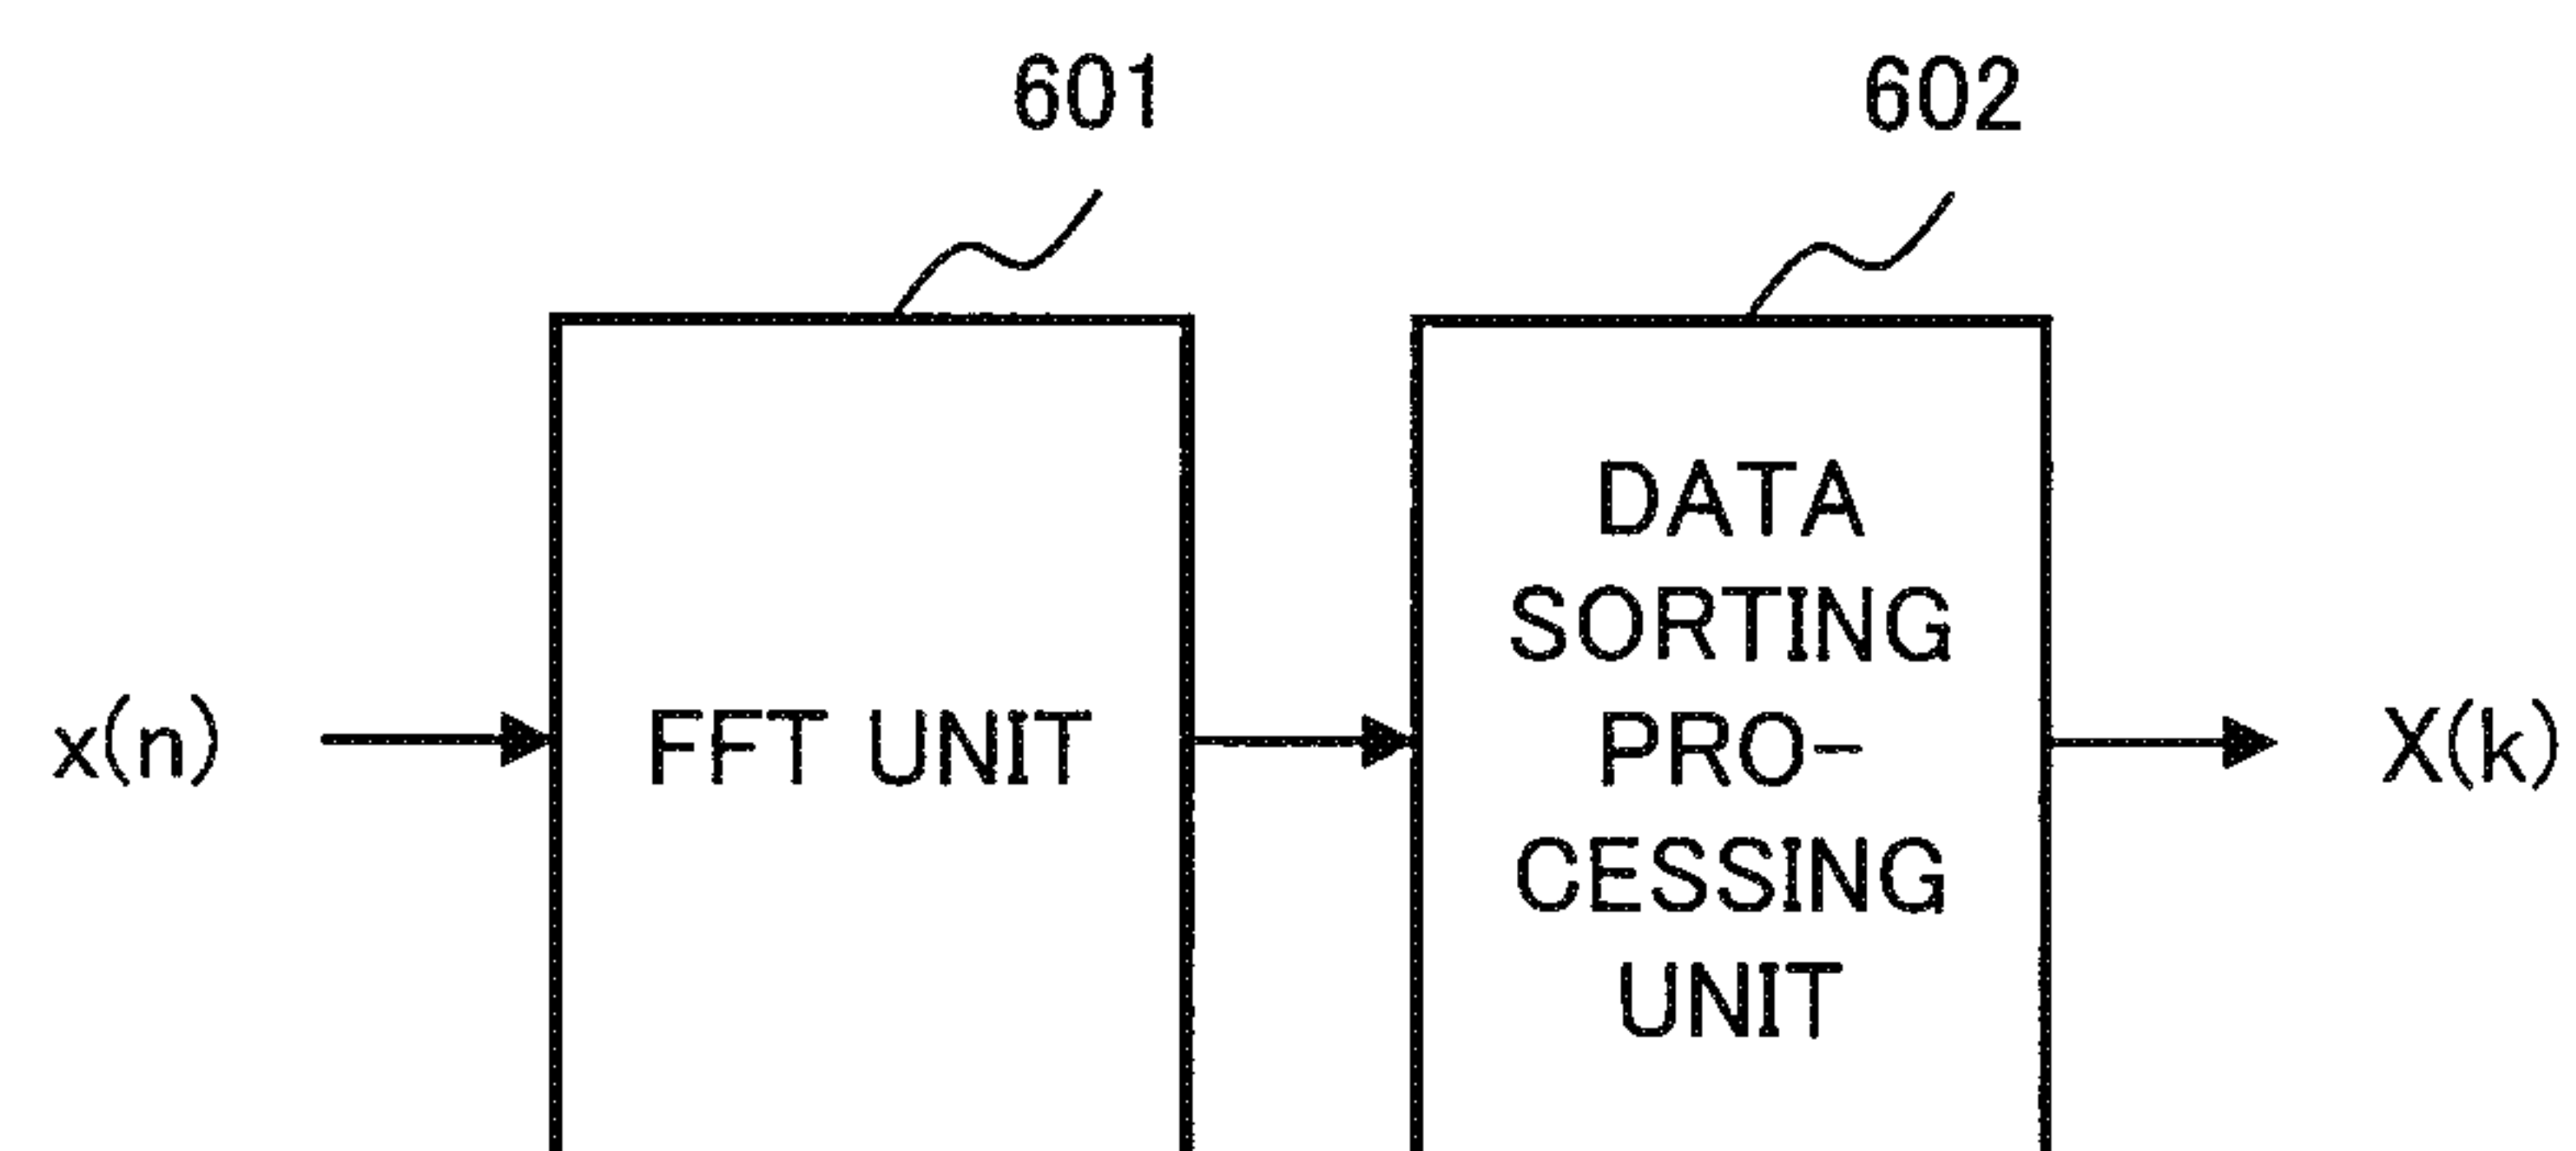 601
602
x(n)
FFT UNIT
DATA
SORTING
PRO-
CESSING
UNIT
X(k)